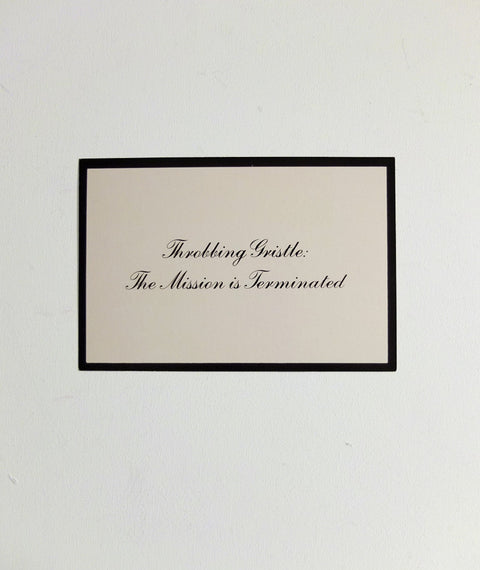 Throbbing Gristle:
The Mission is Terminated